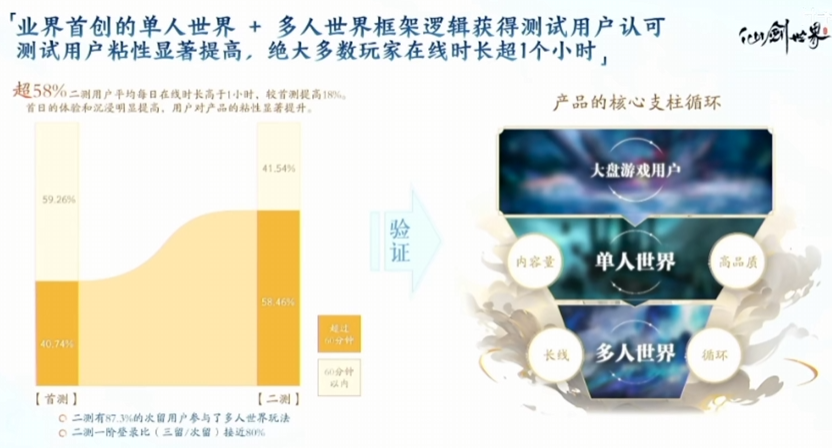 「业界首创的单人世界 + 多人世界框架逻辑获得测试用户认可
测试用户粘性显著提高，绝大多数玩家在线时长超1个小时」
仙剑世界
超58%二测用户平均每日在线时长高于1小时，较首测提高18%。
首日的体验和沉浸明显提高，用户对产品的粘性显著提升。
59.26%
41.54%
40.74%
58.46%
超过
60分钟
60分钟
以内
【首测】
【二测】
二测有87.3%的次留用户参与了多人世界玩法
二测一阶登录比（三留/次留）接近80%
验
证
产品的核心支柱循环
大盘游戏用户
内容量
单人世界
高品质
长线
多人世界
循环